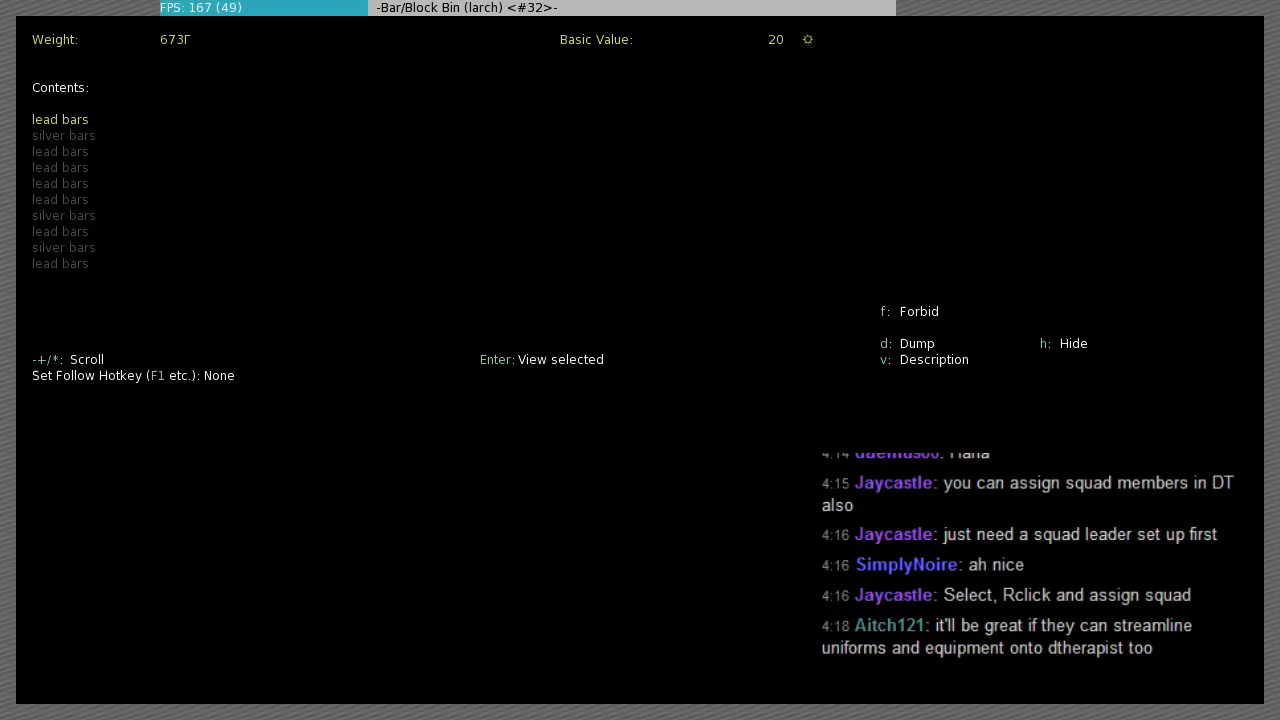 FPS: 167 (49) -Bar/Block Bin (larch) <#32>-
Weight: 673Γ Basic Value: 20 ☼
Contents:
lead bars
silver bars
lead bars
lead bars
lead bars
lead bars
silver bars
lead bars
silver bars
lead bars
f: Forbid
d: Dump h: Hide
-+/*: Scroll Enter: View selected v: Description
Set Follow Hotkey (F1 etc.): None
4:15 Jaycastle: you can assign squad members in DT
also
4:16 Jaycastle: just need a squad leader set up first
4:16 SimplyNoire: ah nice
4:16 Jaycastle: Select, Rclick and assign squad
4:18 Aitch121: it'll be great if they can streamline
uniforms and equipment onto dtherapist too